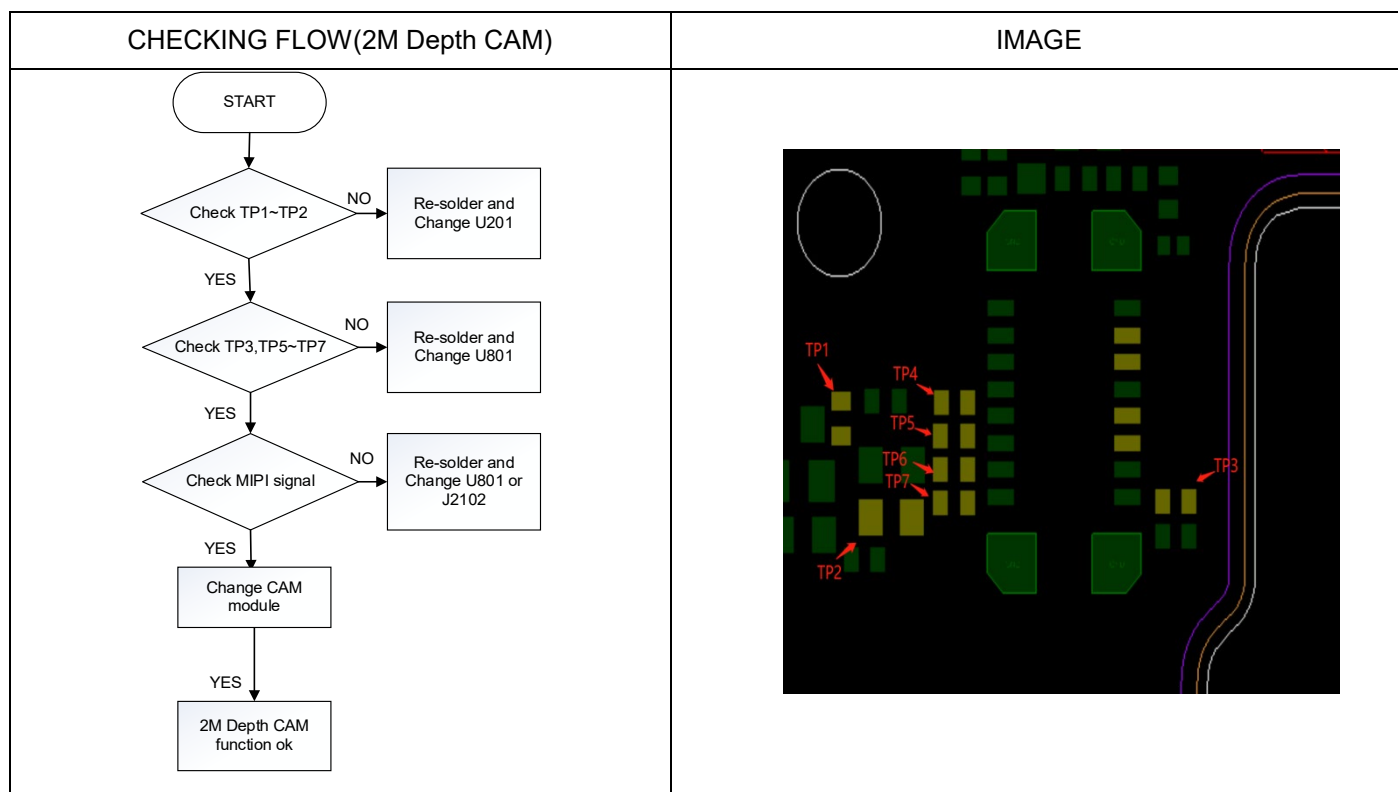 CHECKING FLOW(2M Depth CAM)
IMAGE
START
Check TP1~TP2
NO
Re-solder and
Change U201
YES
Check TP3,TP5~TP7
NO
Re-solder and
Change U801
YES
Check MIPI signal
NO
Re-solder and
Change U801 or
J2102
YES
Change CAM
module
YES
2M Depth CAM
function ok
TP1
TP4
TP5
TP6
TP7
TP3
TP2